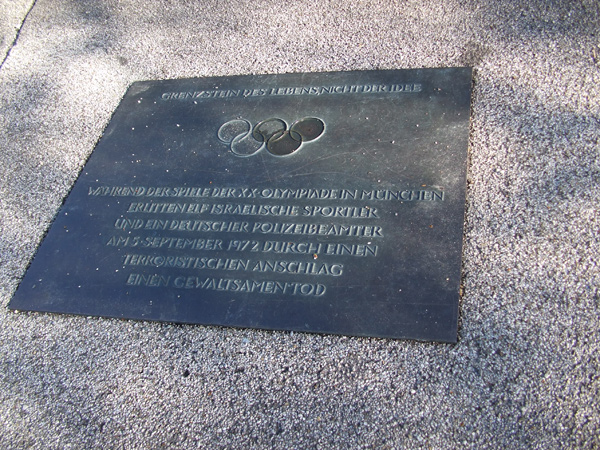 GRENZSTEIN DES LEBENS, NICHT DER IDEE
WÄHREND DER SPIELE DER XX·OLYMPIADE IN MÜNCHEN
ERLITTEN ELF ISRAELISCHE SPORTLER
UND EIN DEUTSCHER POLIZEIBEAMTER
AM 5·SEPTEMBER 1972 DURCH EINEN
TERRORISTISCHEN ANSCHLAG
EINEN GEWALTSAMEN TOD